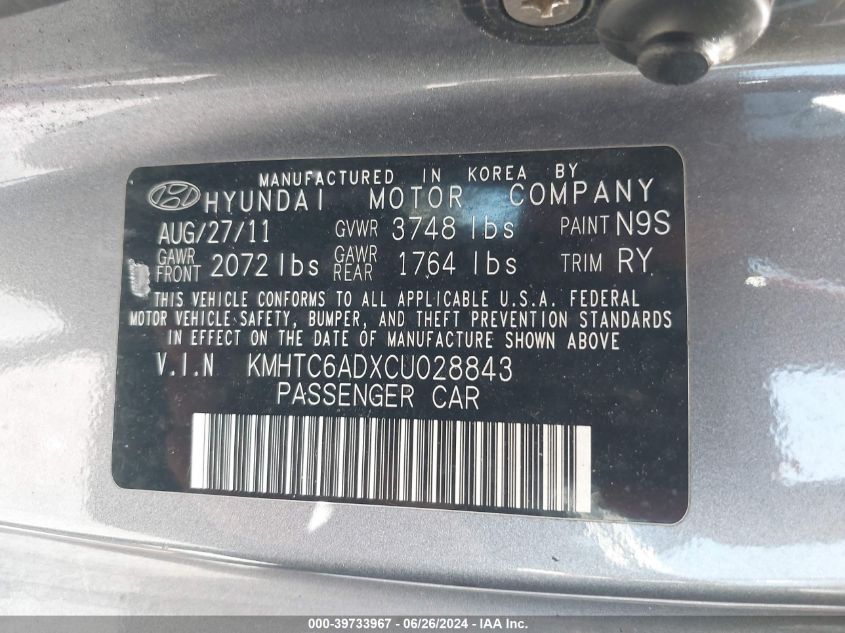 MANUFACTURED IN KOREA BY
HYUNDAI MOTOR COMPANY
AUG/27/11 GVWR 3748 lbs PAINT N9S
GAWR FRONT 2072 lbs GAWR REAR 1764 lbs TRIM RY
THIS VEHICLE CONFORMS TO ALL APPLICABLE U.S.A. FEDERAL
MOTOR VEHICLE SAFETY, BUMPER, AND THEFT PREVENTION STANDARDS
IN EFFECT ON THE DATE OF MANUFACTURE SHOWN ABOVE
V.I.N KMHTC6ADXCU028843
PASSENGER CAR
000-39733967 - 06/26/2024 - IAA Inc.